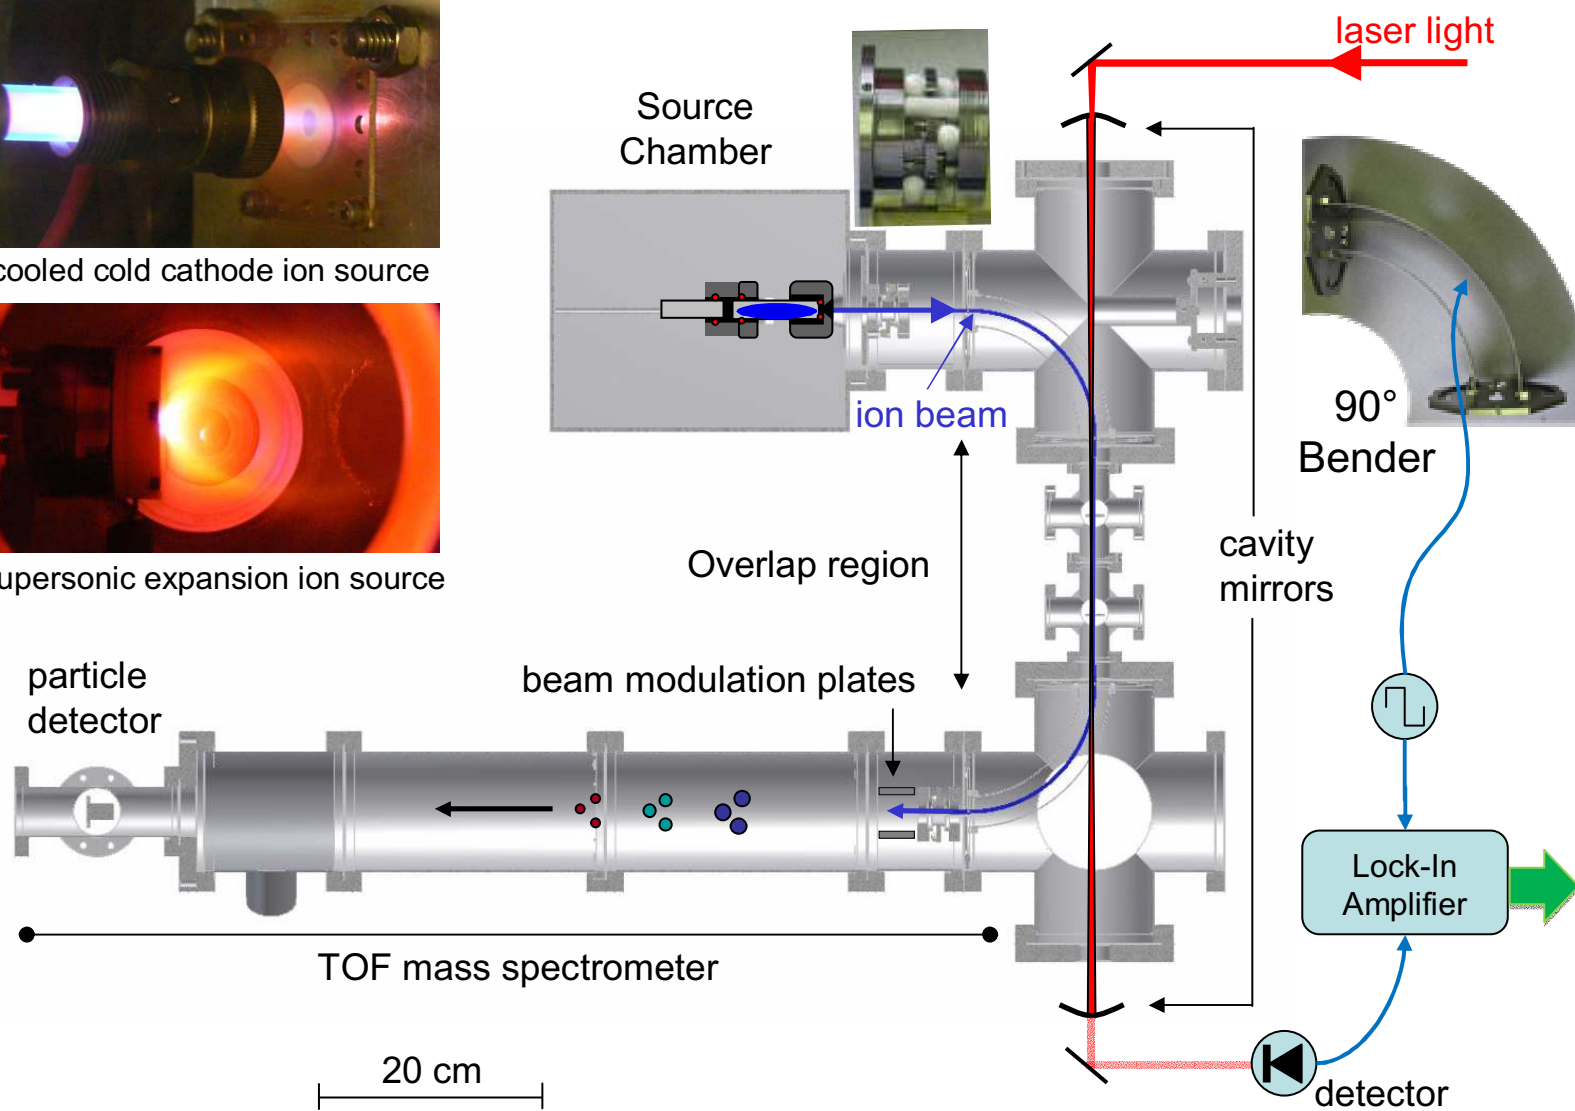 laser light
Source
Chamber
cooled cold cathode ion source
ion beam
90°
Bender
Overlap region
cavity
mirrors
supersonic expansion ion source
particle
detector
beam modulation plates
Lock-In
Amplifier
TOF mass spectrometer
20 cm
detector